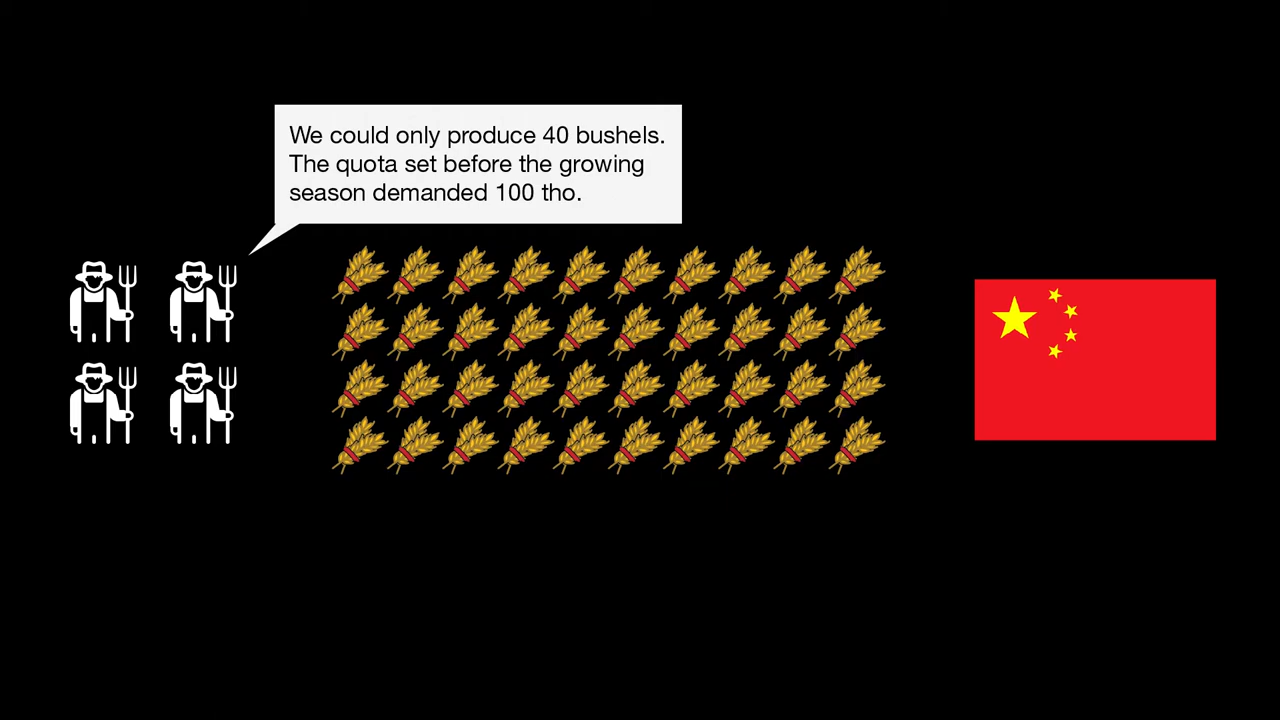 We could only produce 40 bushels.
The quota set before the growing
season demanded 100 tho.